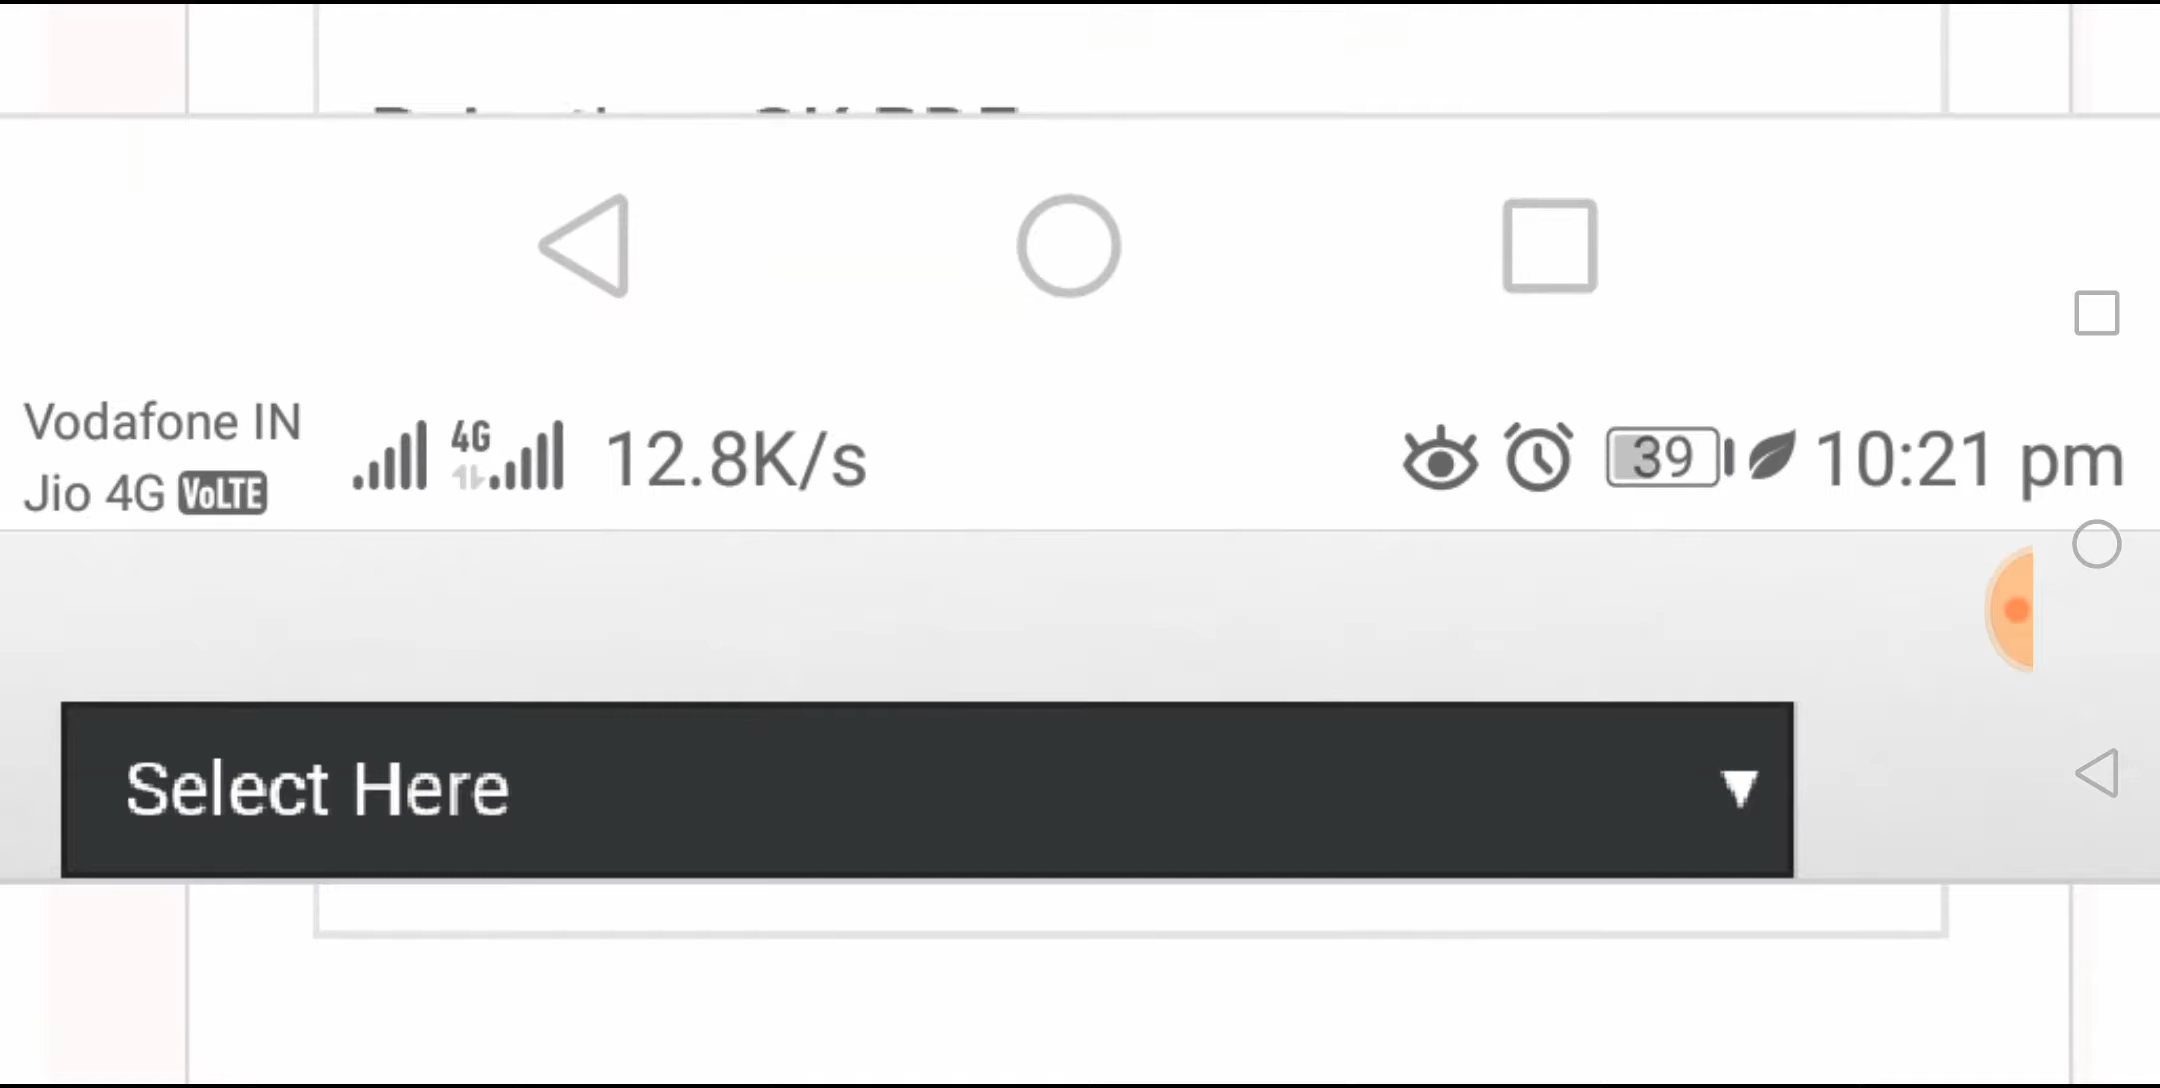 Vodafone IN
Jio 4G VoLTE
4G
12.8K/s
39
10:21 pm
Select Here